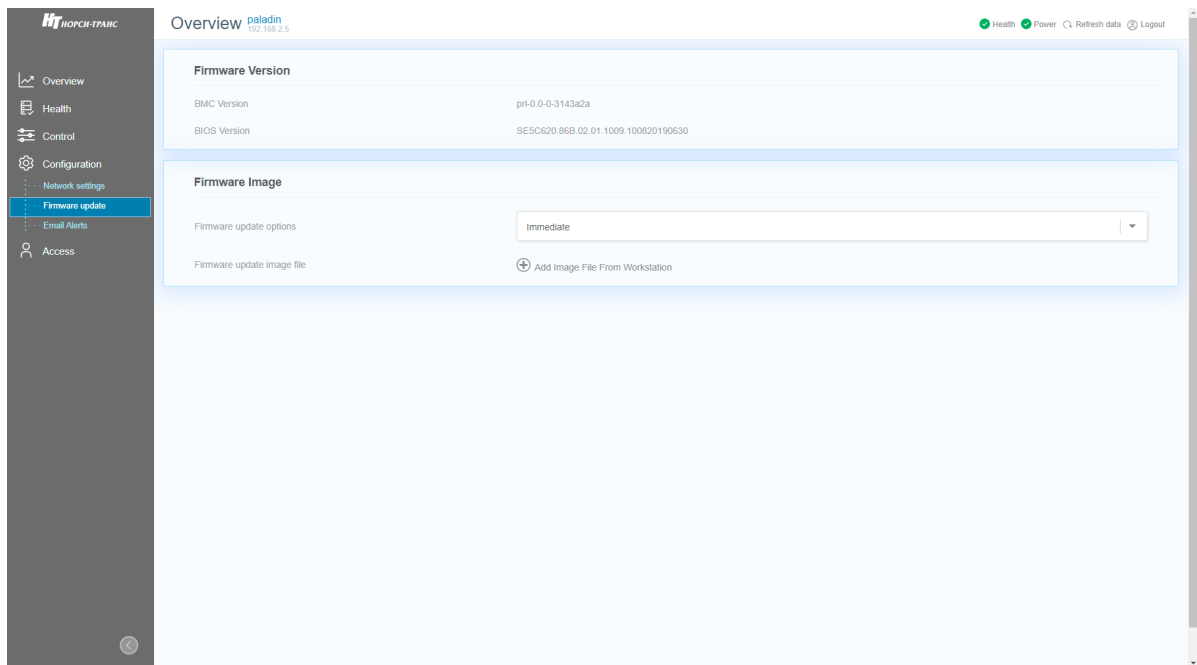 НТ НОРСИ-ТРАНС
Overview paladin
192.168.2.5
Health Power Refresh data Logout
Overview
Health
Control
Configuration
Network settings
Firmware update
Email Alerts
Access
Firmware Version
BMC Version prl-0.0-0-3143a2a
BIOS Version SE5C620.86B.02.01.1009.100820190630
Firmware Image
Firmware update options Immediate
Firmware update image file Add Image File From Workstation